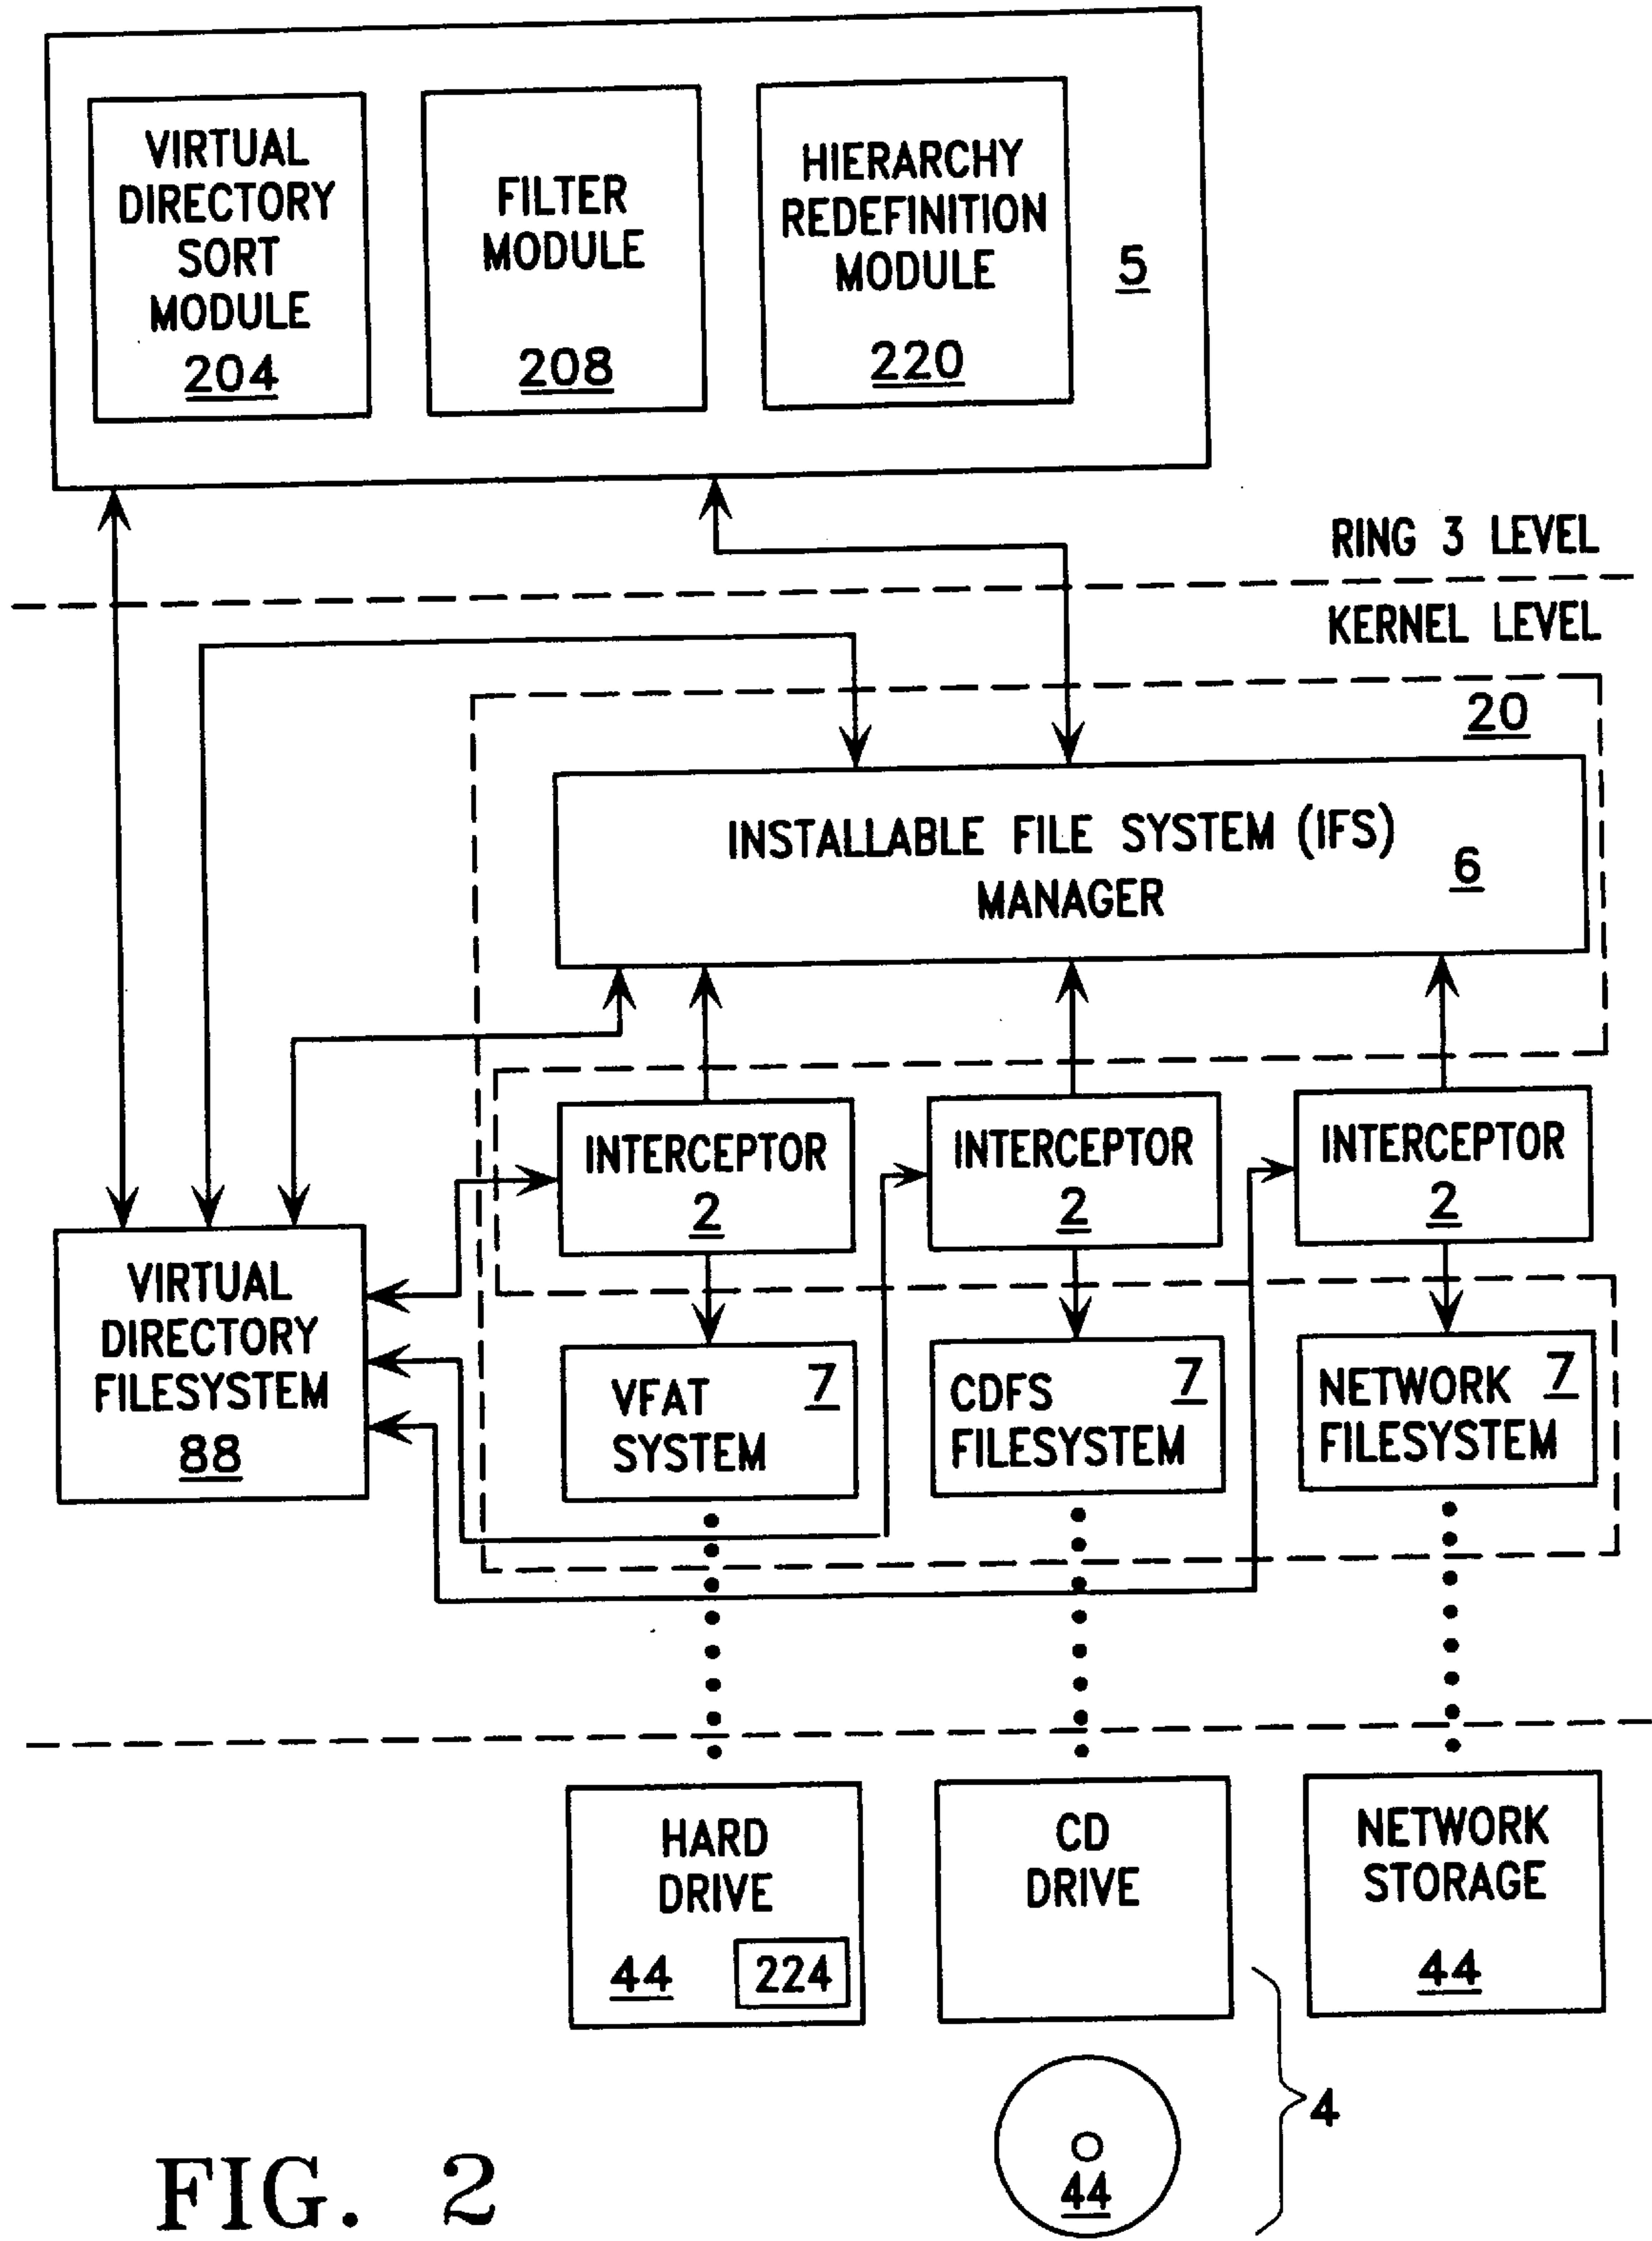 VIRTUAL
DIRECTORY
SORT
MODULE
204
FILTER
MODULE
208
HIERARCHY
REDEFINITION
MODULE
220
5
RING 3 LEVEL
KERNEL LEVEL
20
INSTALLABLE FILE SYSTEM (IFS)
MANAGER
6
INTERCEPTOR
2
INTERCEPTOR
2
INTERCEPTOR
2
VIRTUAL
DIRECTORY
FILESYSTEM
88
VFAT
SYSTEM
7
CDFS
FILESYSTEM
7
NETWORK
FILESYSTEM
7
HARD
DRIVE
44
224
CD
DRIVE
NETWORK
STORAGE
44
4
44
FIG. 2